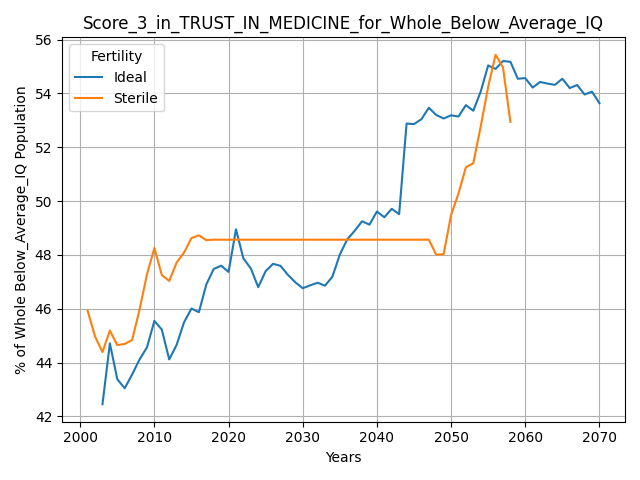 Score_3_in_TRUST_IN_MEDICINE_for_Whole_Below_Average_IQ
% of Whole Below_Average_IQ Population
56
54
52
50
48
46
44
42
Fertility
Ideal
Sterile
2000 2010 2020 2030 2040 2050 2060 2070
Years